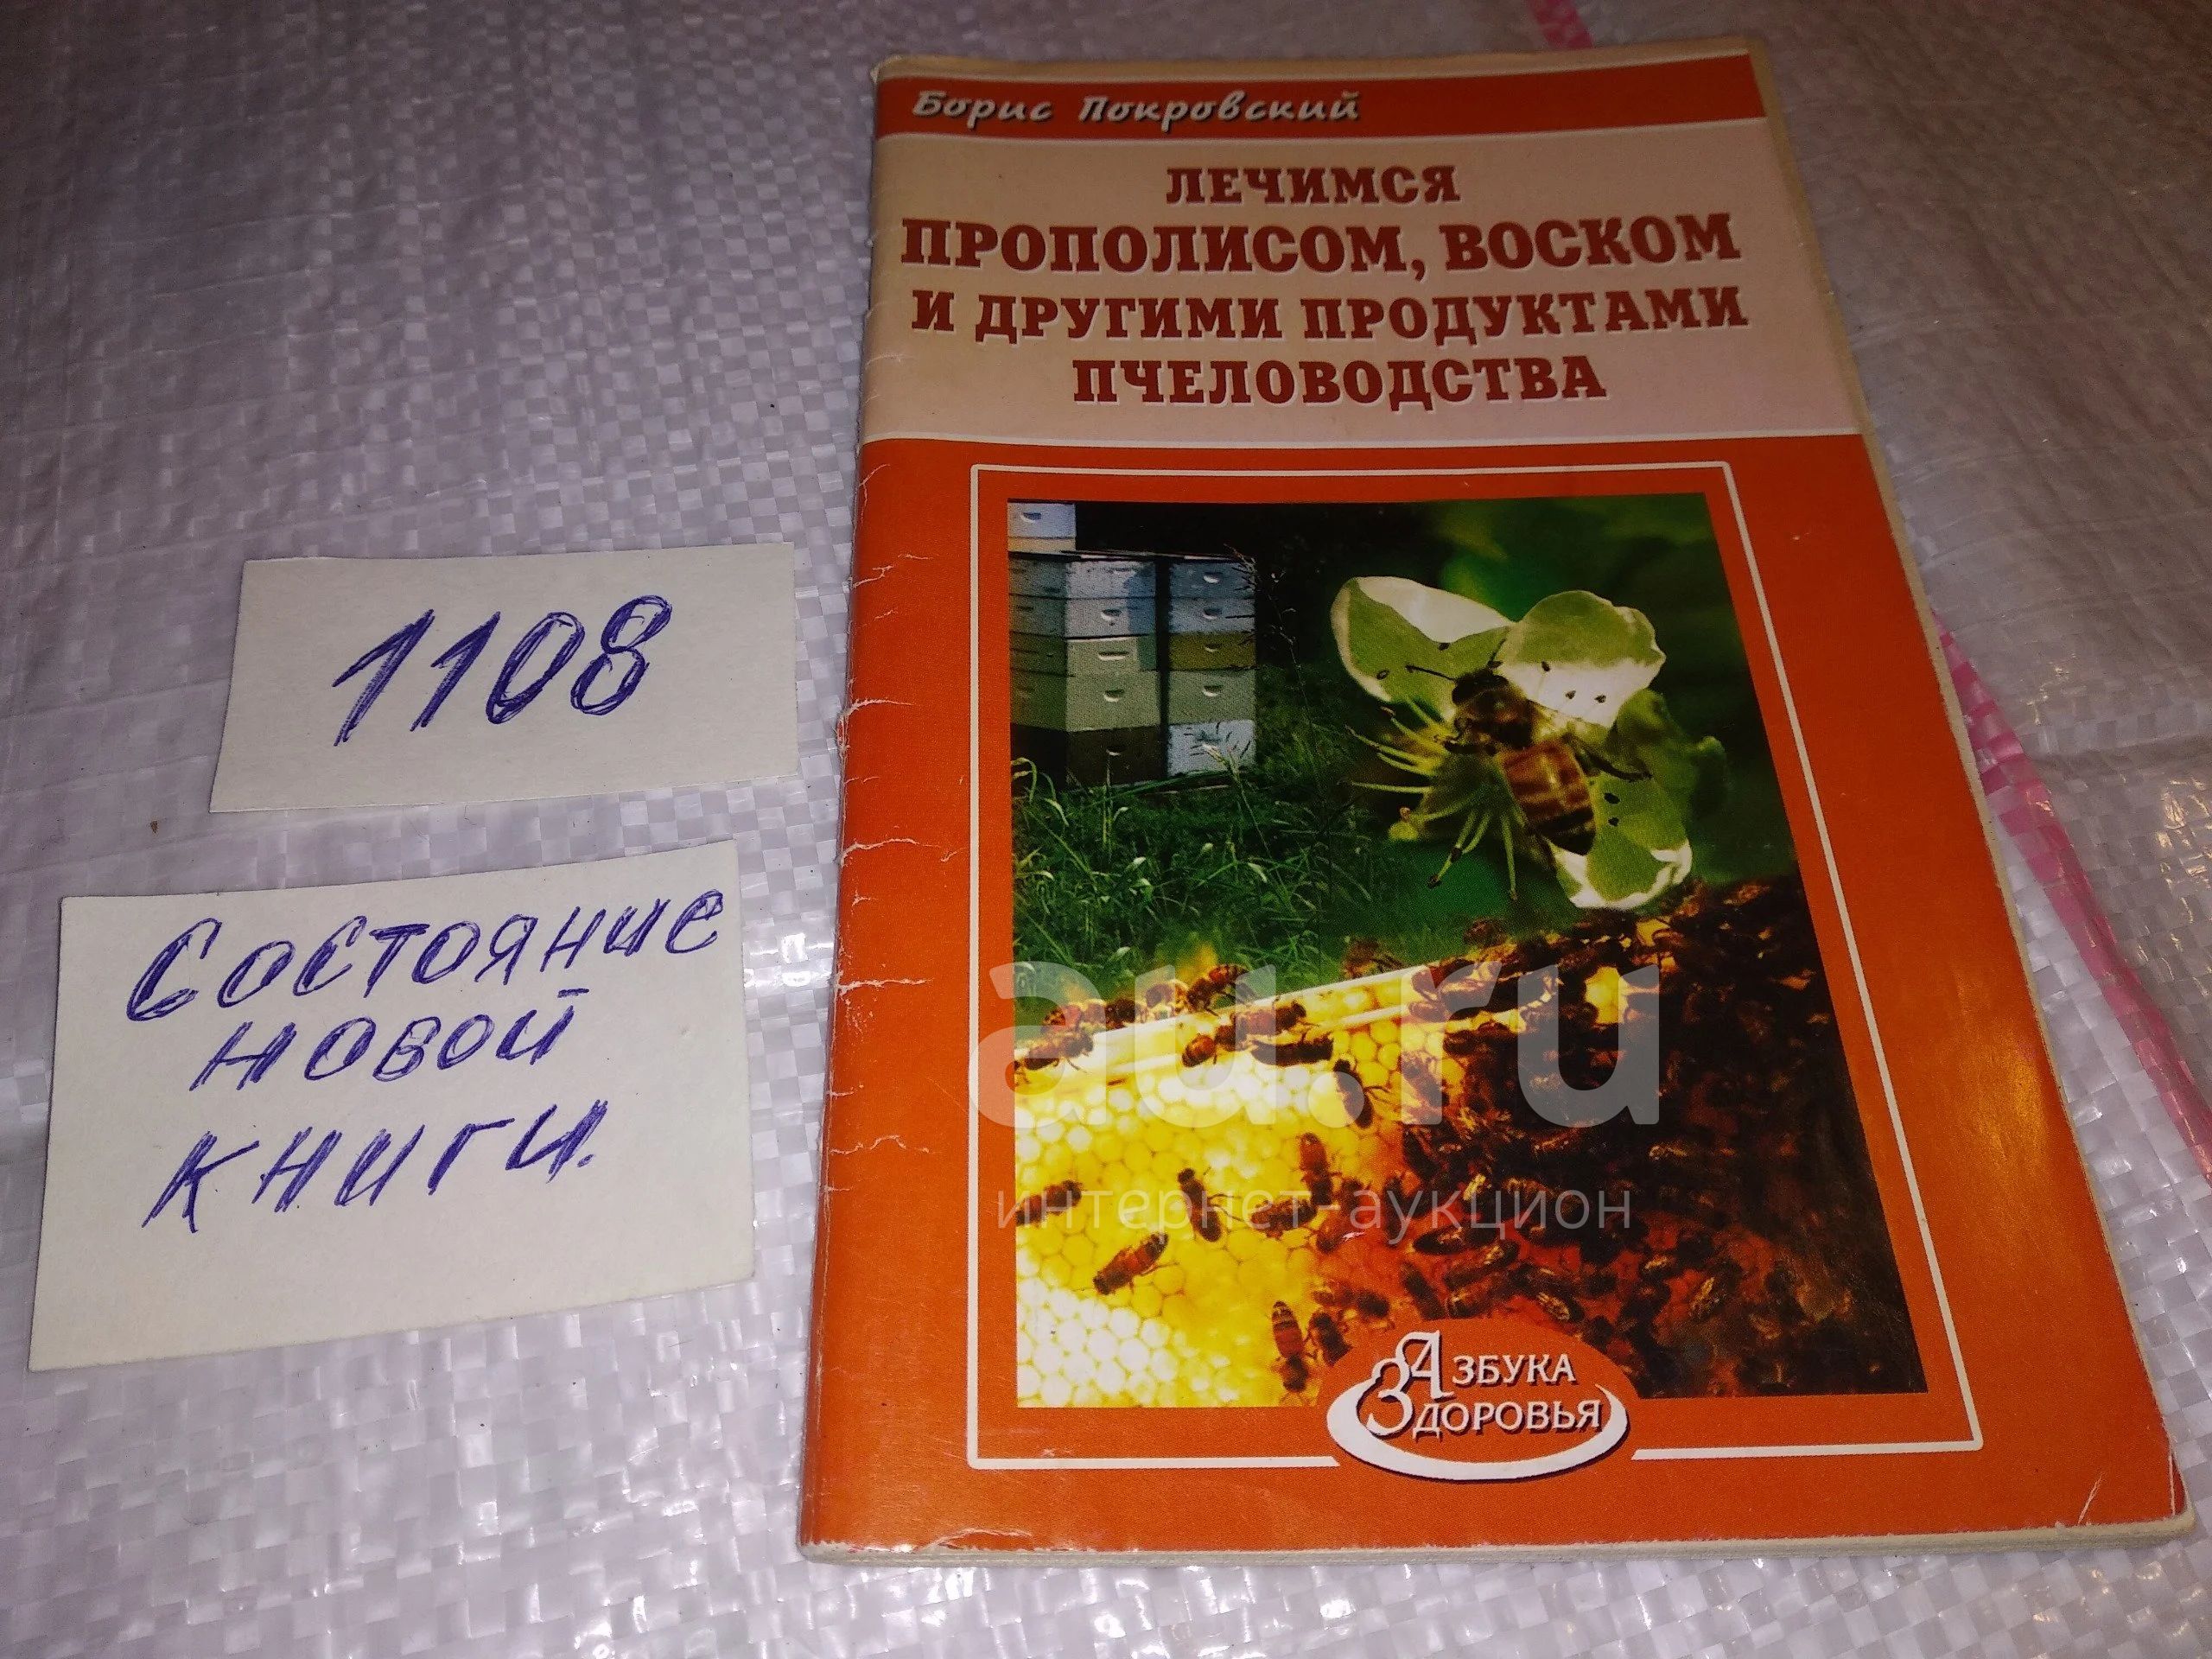 Борис Покровский
ЛЕЧИМСЯ
ПРОПОЛИСОМ, ВОСКОМ
И ДРУГИМИ ПРОДУКТАМИ
ПЧЕЛОВОДСТВА
1108
Состояние
новой
книги.
au.ru
интернет-аукцион
АЗБУКА
ЗДОРОВЬЯ